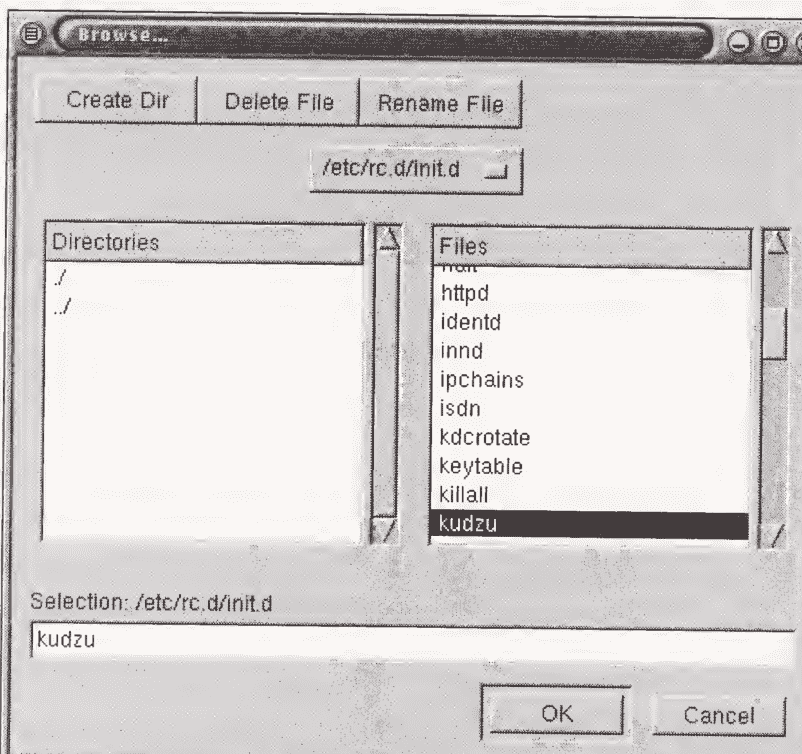 Browse...
Create Dir
Delete File
Rename File
/etc/rc.d/init.d
Directories
./
../
Files
httpd
identd
innd
ipchains
isdn
kdcrotate
keytable
killall
kudzu
Selection: /etc/rc.d/init.d
kudzu
OK
Cancel